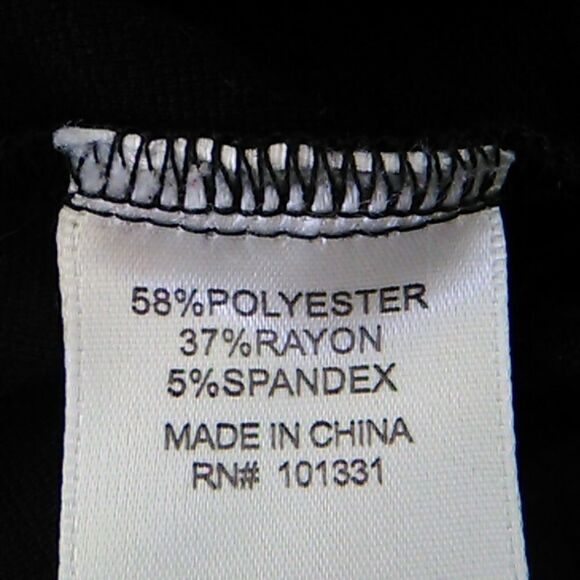 58%POLYESTER
37%RAYON
5%SPANDEX
MADE IN CHINA
RN# 101331